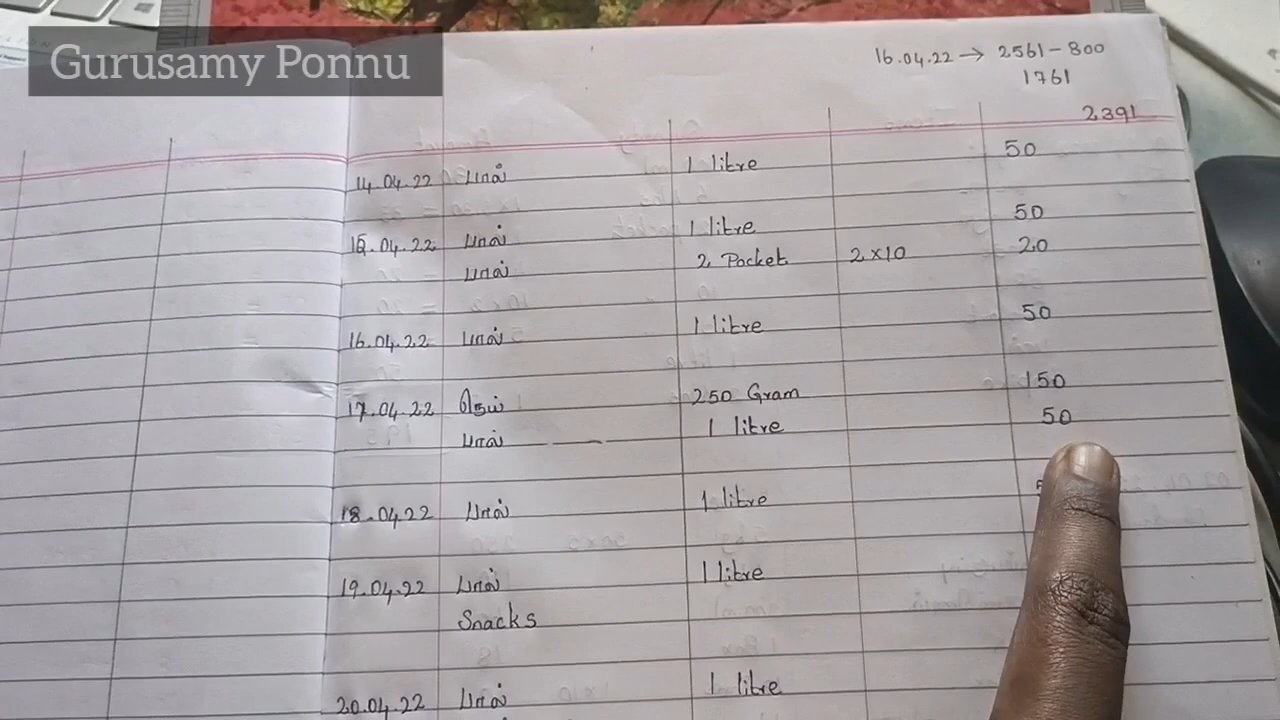 Gurusamy Ponnu
16.04.22 → 2561 - 800
1761
2391
14.04.22 பால் 1 litre 50
15.04.22 பால் 1 litre 50
பால் 2 Packet 2×10 20
16.04.22 பால் 1 litre 50
17.04.22 நெய் 250 Gram 150
பால் 1 litre 50
18.04.22 பால் 1 litre
19.04.22 பால் 1 litre
Snacks
20.04.22 பால் 1 litre